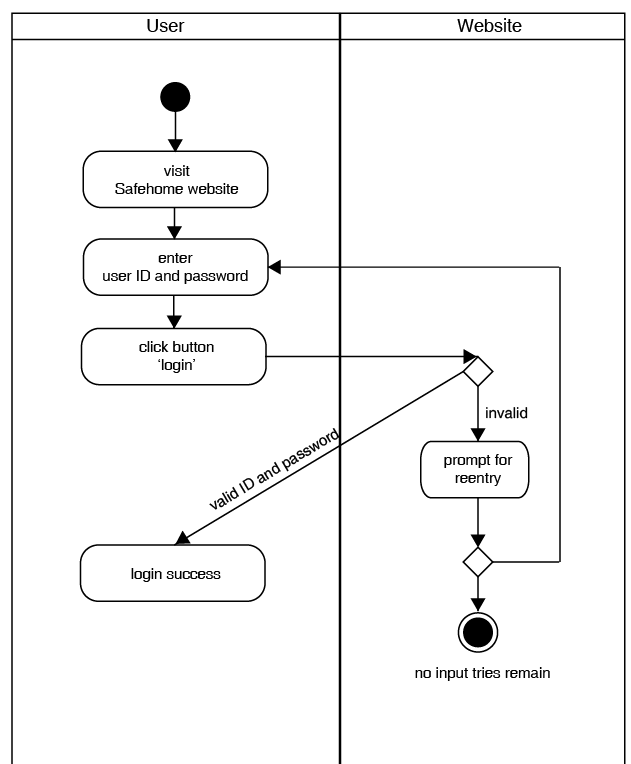 User
Website
visit
Safehome website
enter
user ID and password
click button
‘login’
invalid
valid ID and password
prompt for
reentry
login success
no input tries remain